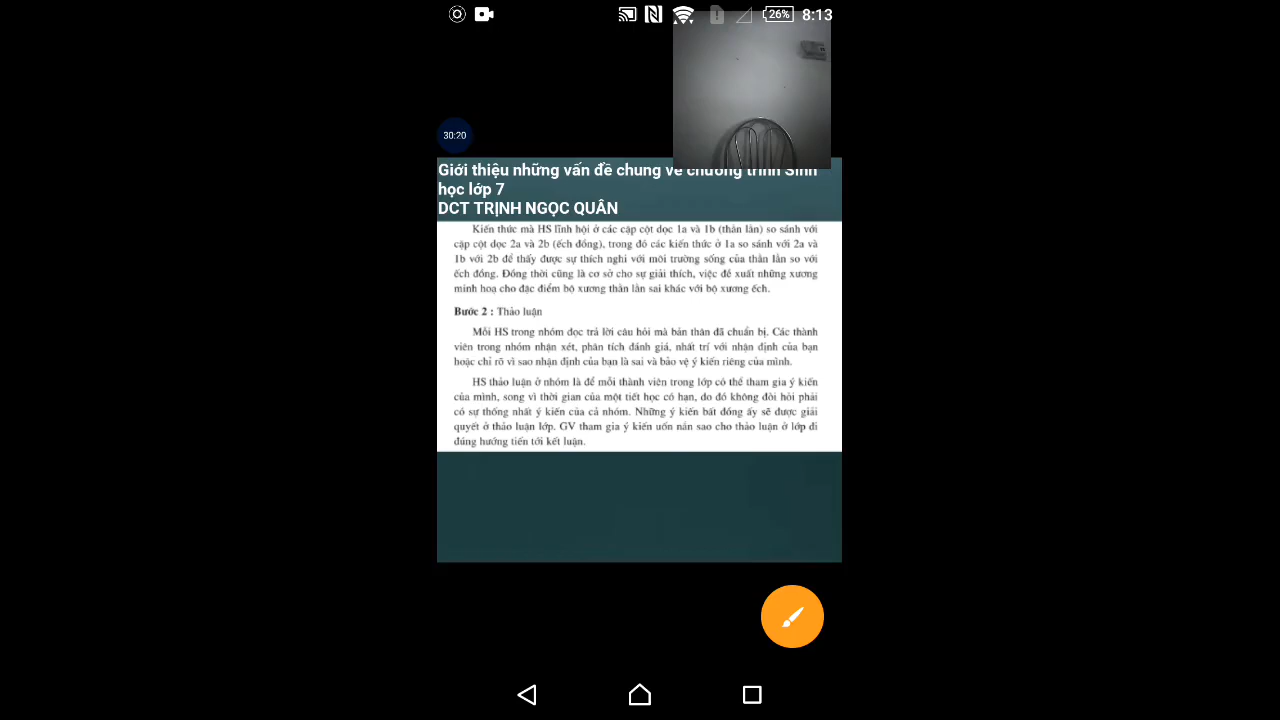 26%
8:13
30:20
Giới thiệu những vấn đề chung về chương trình Sinh
học lớp 7
DCT TRỊNH NGỌC QUÂN
Kiến thức mà HS lĩnh hội ở các cặp cột dọc 1a và 1b (thằn lằn) so sánh với
cặp cột dọc 2a và 2b (ếch đồng), trong đó các kiến thức ở 1a so sánh với 2a và
1b với 2b để thấy được sự thích nghi với môi trường sống của thằn lằn so với
ếch đồng. Đồng thời cũng là cơ sở cho sự giải thích, việc đề xuất những xương
minh hoạ cho đặc điểm bộ xương thằn lằn sai khác với bộ xương ếch.
Bước 2 : Thảo luận
Mỗi HS trong nhóm đọc trả lời câu hỏi mà bản thân đã chuẩn bị. Các thành
viên trong nhóm nhận xét, phân tích đánh giá, nhất trí với nhận định của bạn
hoặc chỉ rõ vì sao nhận định của bạn là sai và bảo vệ ý kiến riêng của mình.
HS thảo luận ở nhóm là để mỗi thành viên trong lớp có thể tham gia ý kiến
của mình, song vì thời gian của một tiết học có hạn, do đó không đòi hỏi phải
có sự thống nhất ý kiến của cả nhóm. Những ý kiến bất đồng ấy sẽ được giải
quyết ở thảo luận lớp. GV tham gia ý kiến uốn nắn sao cho thảo luận ở lớp đi
đúng hướng tiến tới kết luận.